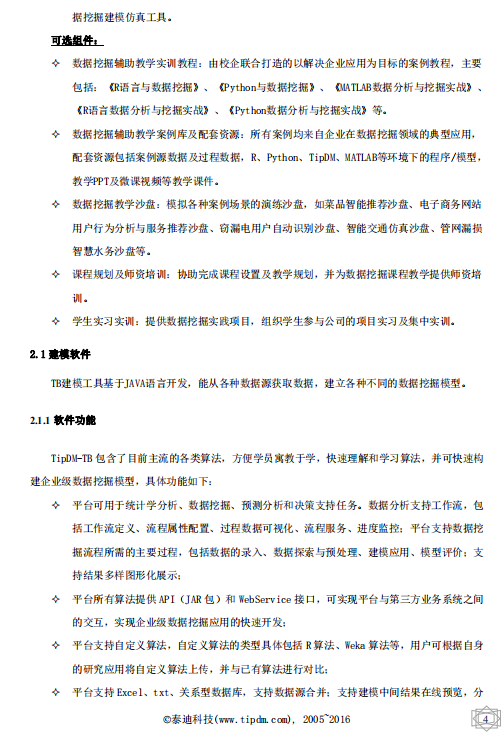 据挖掘建模仿真工具。
可选组件:
✧ 数据挖掘辅助教学实训教程: 由校企联合打造的以解决企业应用为目标的案例教程, 主要
包括: 《R语言与数据挖掘》、《Python与数据挖掘》、《MATLAB数据分析与挖掘实战》、
《R语言数据分析与挖掘实战》、《Python数据分析与挖掘实战》等。
✧ 数据挖掘辅助教学案例库及配套资源: 所有案例均来自企业在数据挖掘领域的典型应用,
配套资源包括案例源数据及过程数据, R、Python、TipDM、MATLAB等环境下的程序/模型,
教学PPT及微课视频等教学课件。
✧ 数据挖掘教学沙盘: 模拟各种案例场景的演练沙盘, 如菜品智能推荐沙盘、电子商务网站
用户行为分析与服务推荐沙盘、窃漏电用户自动识别沙盘、智能交通仿真沙盘、管网漏损
智慧水务沙盘等。
✧ 课程规划及师资培训: 协助完成课程设置及教学规划, 并为数据挖掘课程教学提供师资培
训。
✧ 学生实习实训: 提供数据挖掘实践项目, 组织学生参与公司的项目实习及集中实训。
2.1 建模软件
TB建模工具基于JAVA语言开发, 能从各种数据源获取数据, 建立各种不同的数据挖掘模型。
2.1.1 软件功能
TipDM-TB 包含了目前主流的各类算法, 方便学员寓教于学, 快速理解和学习算法, 并可快速构
建企业级数据挖掘模型, 具体功能如下:
✧ 平台可用于统计学分析、数据挖掘、预测分析和决策支持任务。数据分析支持工作流, 包
括工作流定义、流程属性配置、过程数据可视化、流程服务、进度监控; 平台支持数据挖
掘流程所需的主要过程, 包括数据的录入、数据探索与预处理、建模应用、模型评价; 支
持结果多样图形化展示;
✧ 平台所有算法提供 API (JAR 包) 和 WebService 接口, 可实现平台与第三方业务系统之间
的交互, 实现企业级数据挖掘应用的快速开发;
✧ 平台支持自定义算法, 自定义算法的类型具体包括 R 算法、Weka 算法等, 用户可根据自身
的研究应用将自定义算法上传, 并与已有算法进行对比;
✧ 平台支持 Excel、txt、关系型数据库, 支持数据源合并; 支持建模中间结果在线预览, 分
©泰迪科技(www.tipdm.com), 2005~2016
4